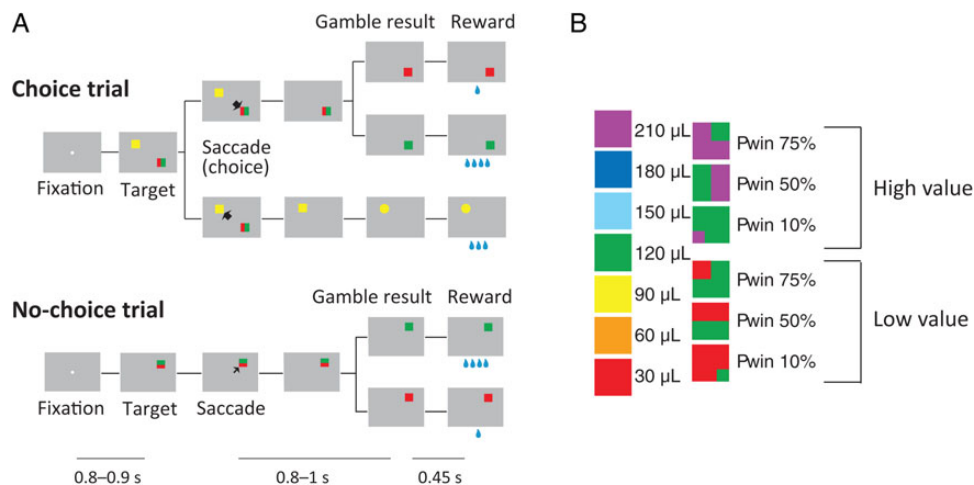 A
Gamble result
Reward
Choice trial
Saccade
(choice)
Fixation
Target
Gamble result
Reward
No-choice trial
Fixation
Target
Saccade
0.8–0.9 s
0.8–1 s
0.45 s
B
210 µL
180 µL
150 µL
120 µL
90 µL
60 µL
30 µL
Pwin 75%
Pwin 50%
Pwin 10%
High value
Pwin 75%
Pwin 50%
Pwin 10%
Low value